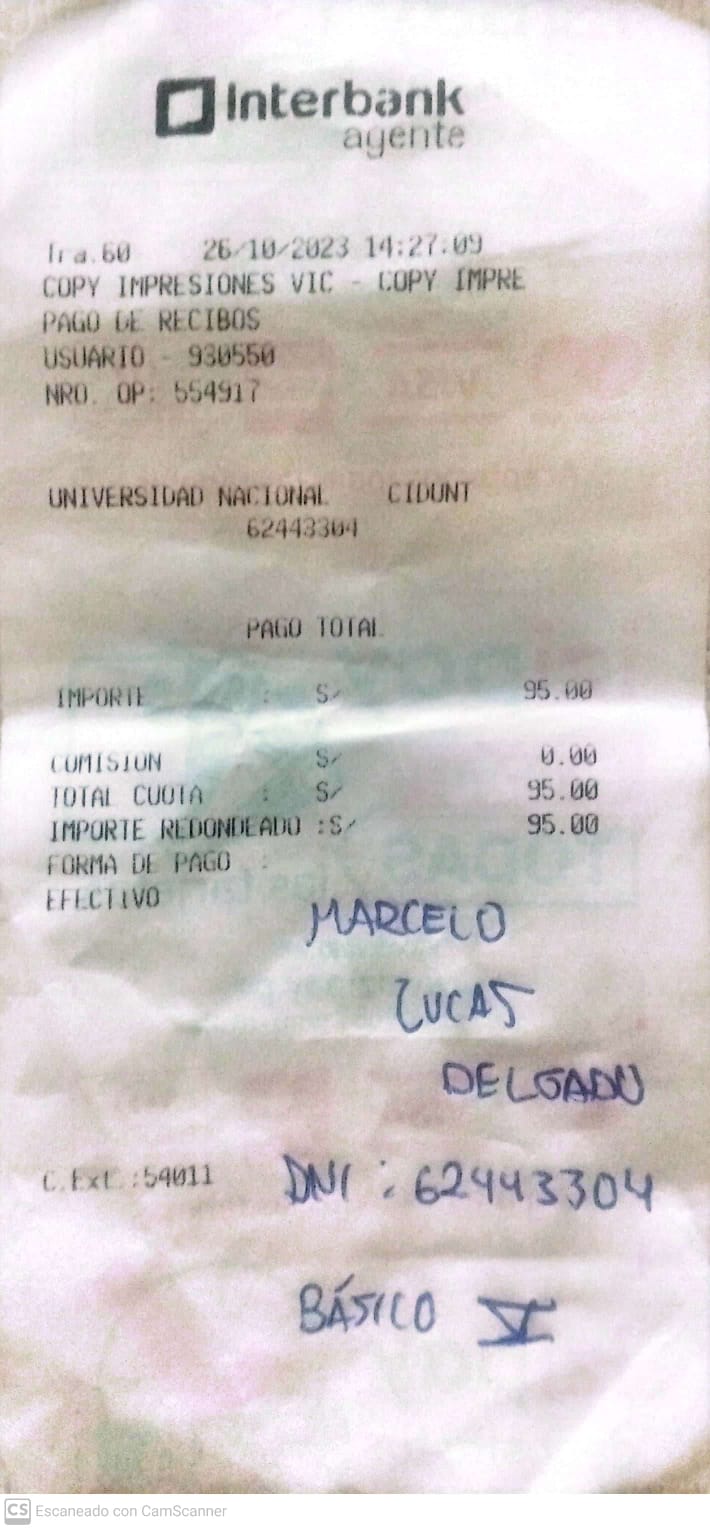 Interbank
agente
Tra.60 26/10/2023 14:27:09
COPY IMPRESIONES VIC - COPY IMPRE
PAGO DE RECIBOS
USUARIO - 930550
NRO. OP: 554917
UNIVERSIDAD NACIONAL CIDUNT
62443304
PAGO TOTAL
IMPORTE : S/ 95.00
COMISION S/ 0.00
TOTAL CUOTA : S/ 95.00
IMPORTE REDONDEADO :S/ 95.00
FORMA DE PAGO :
EFECTIVO
MARCELO
LUCAS
DELGADO
C.Ext.:54011 DNI : 62443304
BÁSICO VI
CS Escaneado con CamScanner